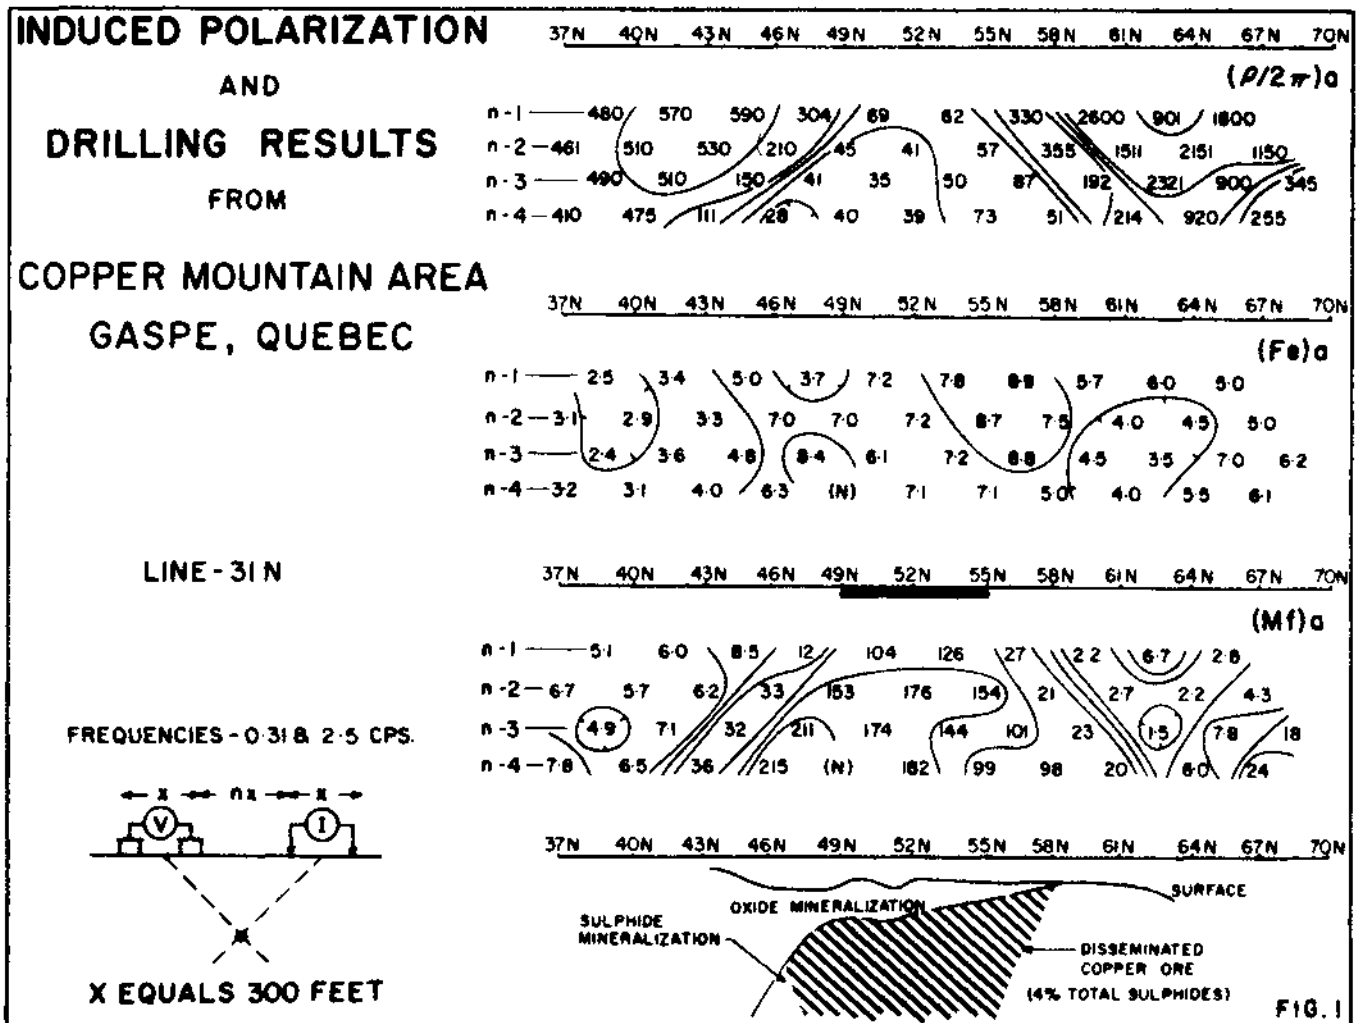 INDUCED POLARIZATION
AND
DRILLING RESULTS
FROM
COPPER MOUNTAIN AREA
GASPE, QUEBEC
LINE-31 N
FREQUENCIES-0.31 & 2.5 CPS.
x nx x
V I
X EQUALS 300 FEET
37N 40N 43N 46N 49N 52N 55N 58N 61N 64N 67N 70N
(ρ/2π)a
n-1 480 570 590 304 69 62 330 2600 901 1600
n-2 461 510 530 210 45 41 57 355 1511 2151 1150
n-3 490 510 150 41 35 50 87 192 2321 900 345
n-4 410 475 111 28 40 39 73 51 214 920 255
37N 40N 43N 46N 49N 52N 55N 58N 61N 64N 67N 70N
(Fe)a
n-1 2.5 3.4 5.0 3.7 7.2 7.8 5.7 6.0 5.0
n-2 3.1 2.9 3.3 7.0 7.0 7.2 8.7 7.5 4.0 4.5 5.0
n-3 2.4 3.6 4.8 8.4 6.1 7.2 8.8 4.5 3.5 7.0 6.2
n-4 3.2 3.1 4.0 6.3 (N) 7.1 7.1 5.0 4.0 5.5 6.1
37N 40N 43N 46N 49N 52N 55N 58N 61N 64N 67N 70N
(Mf)a
n-1 5.1 6.0 8.5 12 104 126 27 2.2 6.7 2.8
n-2 6.7 5.7 6.2 33 153 176 154 21 2.7 2.2 4.3
n-3 4.9 7.1 32 211 174 144 101 23 1.5 7.8 18
n-4 7.8 6.5 36 215 (N) 182 99 98 20 6.0 24
37N 40N 43N 46N 49N 52N 55N 58N 61N 64N 67N 70N
SURFACE
OXIDE MINERALIZATION
SULPHIDE
MINERALIZATION
DISSEMINATED
COPPER ORE
(4% TOTAL SULPHIDES)
FIG. 1